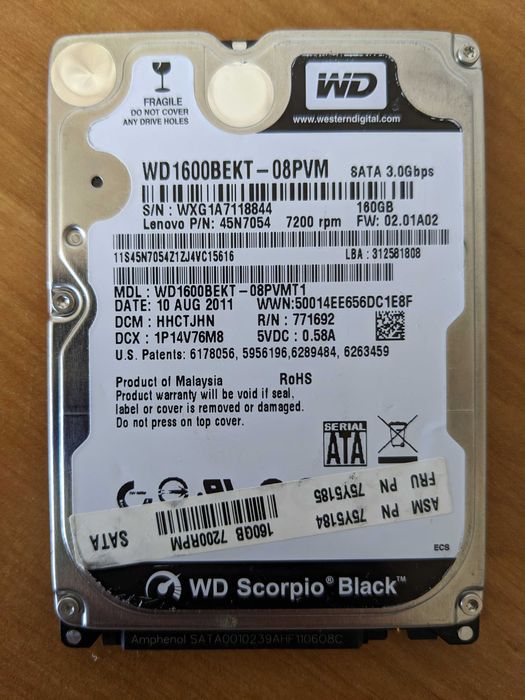 FRAGILE
DO NOT COVER
ANY DRIVE HOLES
WD
www.westerndigital.com
WD1600BEKT-08PVM SATA 3.0Gbps
S/N : WXG1A7118844 160GB
Lenovo P/N: 45N7054 7200 rpm FW: 02.01A02
11S45N7054Z1ZJ4VC15616 LBA : 312581808
MDL : WD1600BEKT-08PVMT1
DATE: 10 AUG 2011 WWN:50014EE656DC1E8F
DCM : HHCTJHN R/N : 771692
DCX : 1P14V76M8 5VDC : 0.58A
U.S. Patents: 6178056, 5956196,6289484, 6263459
Product of Malaysia RoHS
Product warranty will be void if seal,
label or cover is removed or damaged.
Do not press on top cover.
SERIAL
ATA
ASM PN 75Y5184
FRU PN 75Y5185
160GB 7200RPM SATA
ECS
WD Scorpio® Black™
Amphenol SATA0010239AHF110608C